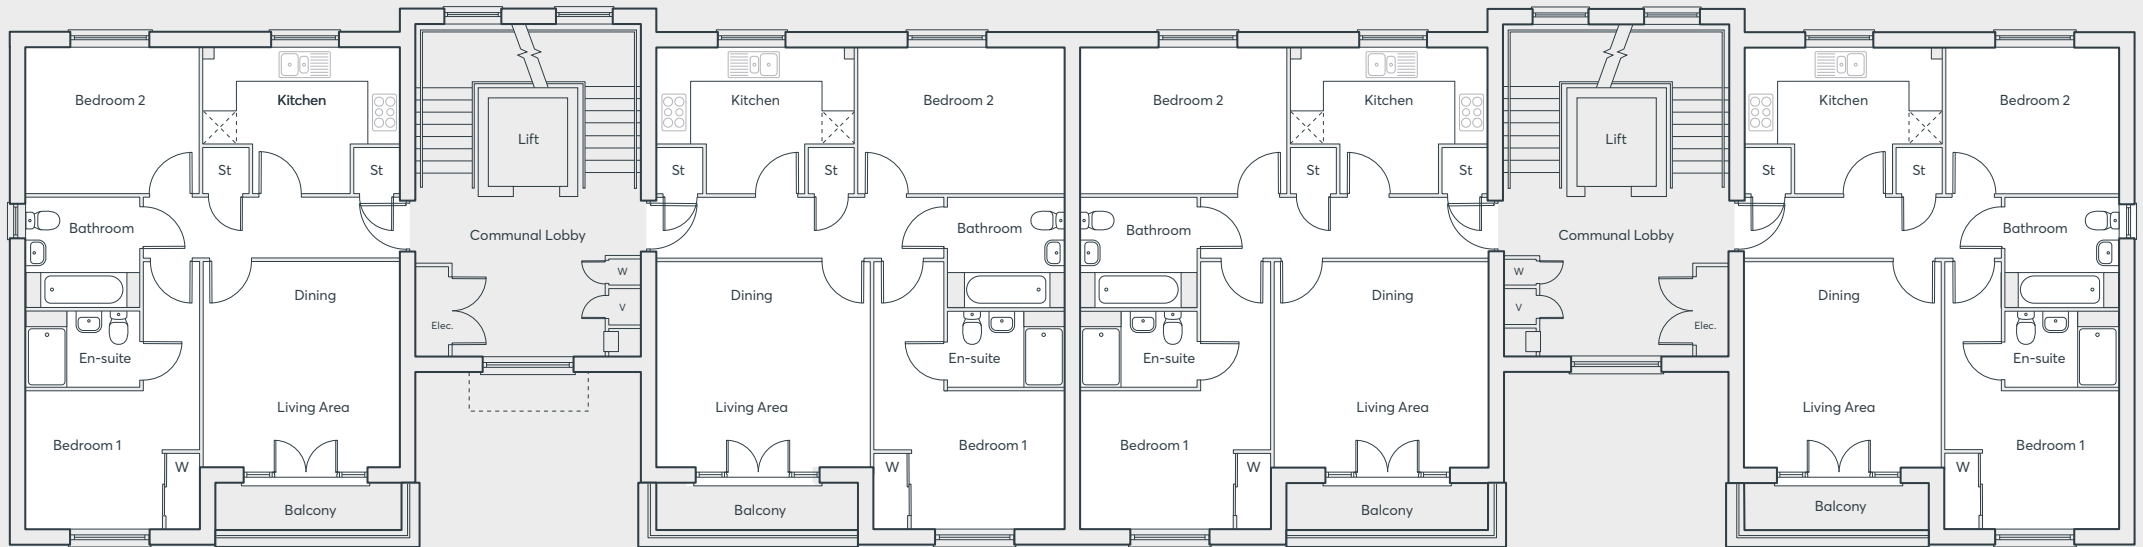 Bedroom 2
Kitchen
Lift
Kitchen
Bedroom 2
Bedroom 2
Kitchen
Lift
Kitchen
Bedroom 2
St
St
St
St
St
St
St
St
Bathroom
Communal Lobby
Bathroom
Bathroom
Communal Lobby
Bathroom
W
W
Dining
V
Dining
Dining
V
Dining
Elec.
Elec.
En-suite
En-suite
En-suite
En-suite
Living Area
Living Area
Living Area
Living Area
Bedroom 1
Bedroom 1
Bedroom 1
Bedroom 1
W
W
W
W
Balcony
Balcony
Balcony
Balcony